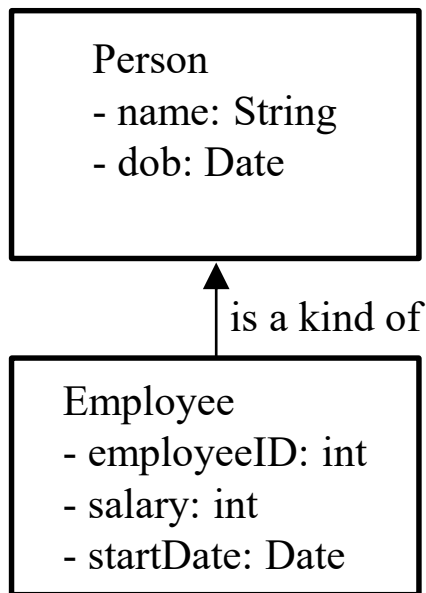 Person
- name: String
- dob: Date
is a kind of
Employee
- employeeID: int
- salary: int
- startDate: Date